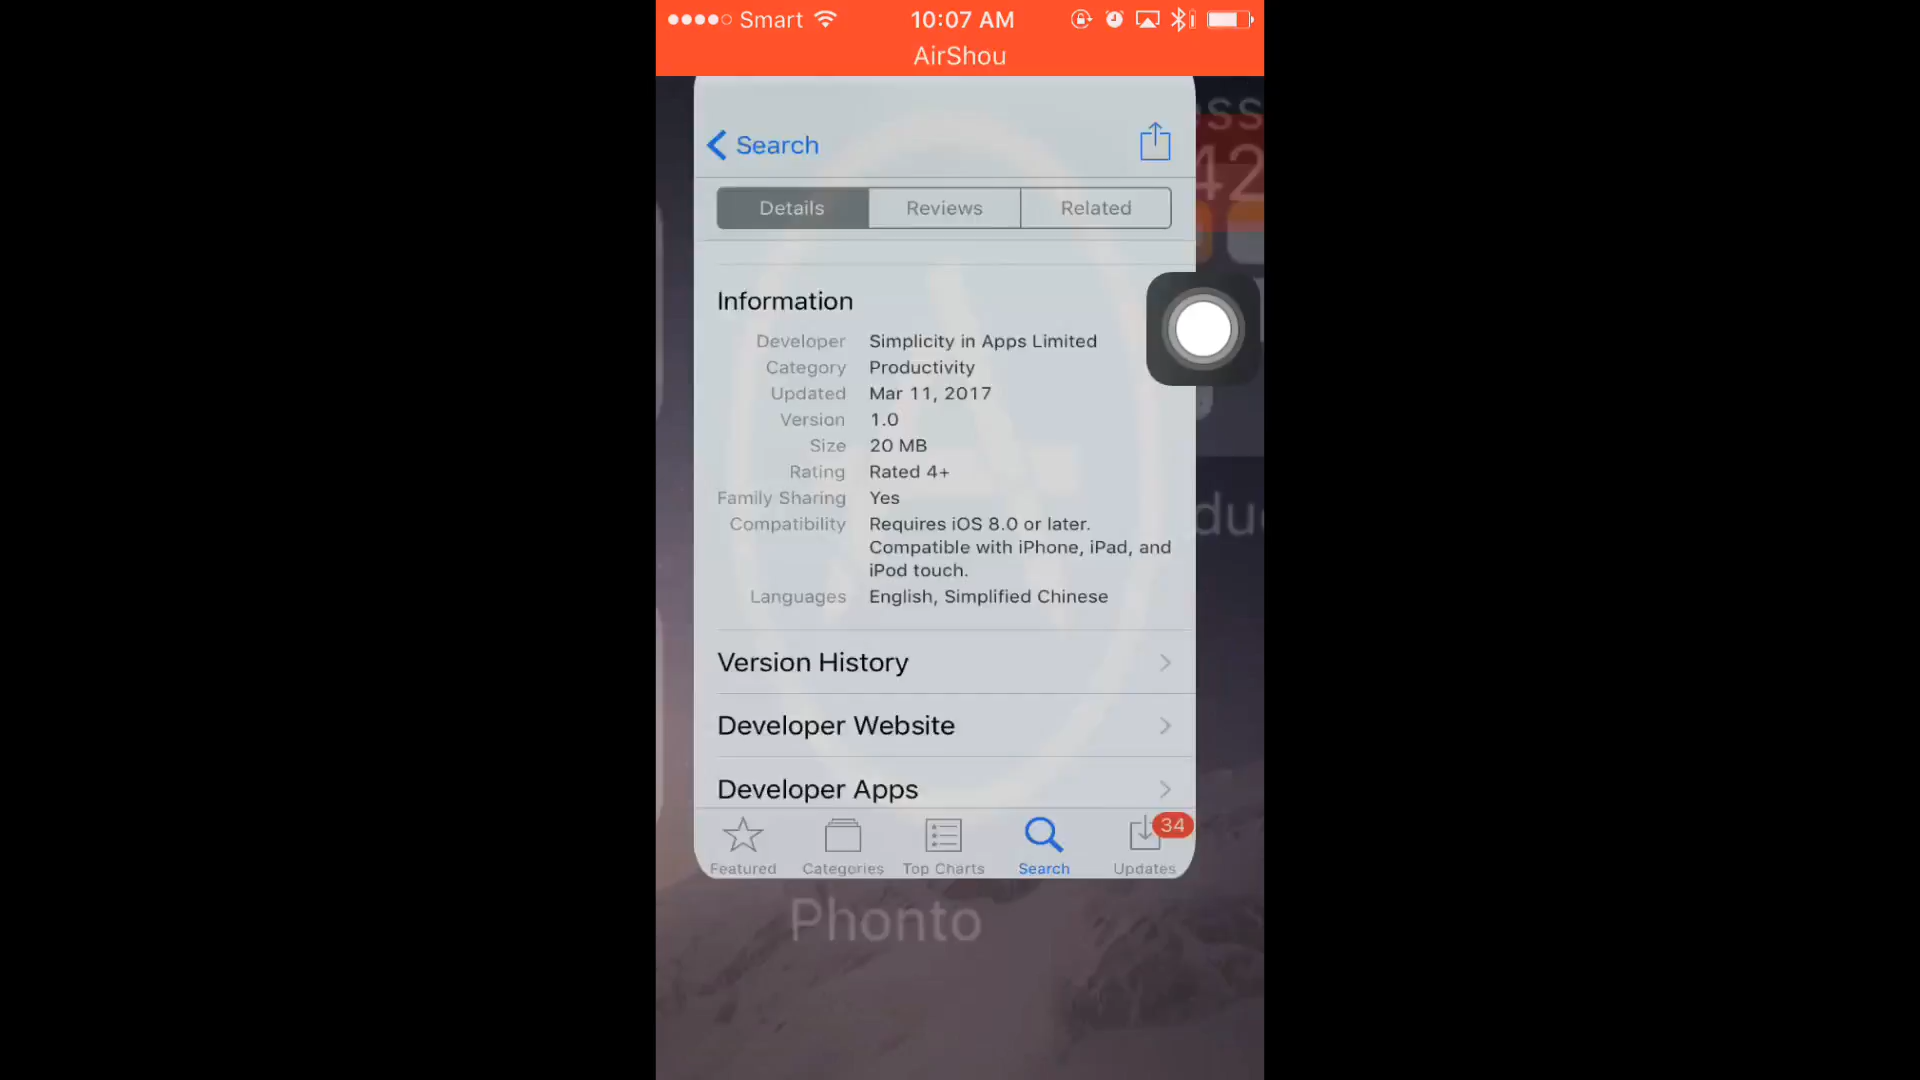 Smart 10:07 AM
AirShou
ess
42
Search
Details Reviews Related
Information
Developer Simplicity in Apps Limited
Category Productivity
Updated Mar 11, 2017
Version 1.0
Size 20 MB
Rating Rated 4+
Family Sharing Yes
Compatibility Requires iOS 8.0 or later.
Compatible with iPhone, iPad, and
iPod touch.
Languages English, Simplified Chinese
Version History
Developer Website
Developer Apps
34
Featured Categories Top Charts Search Updates
Phonto